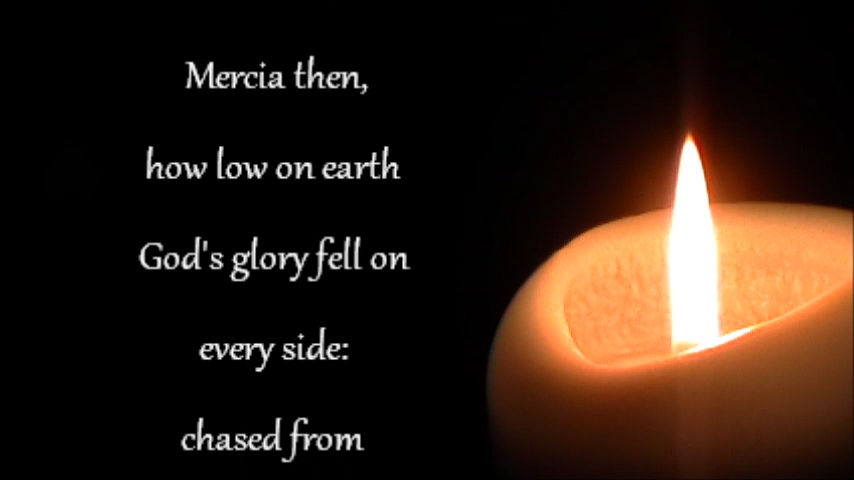 Mercia then,
how low on earth
God's glory fell on
every side:
chased from